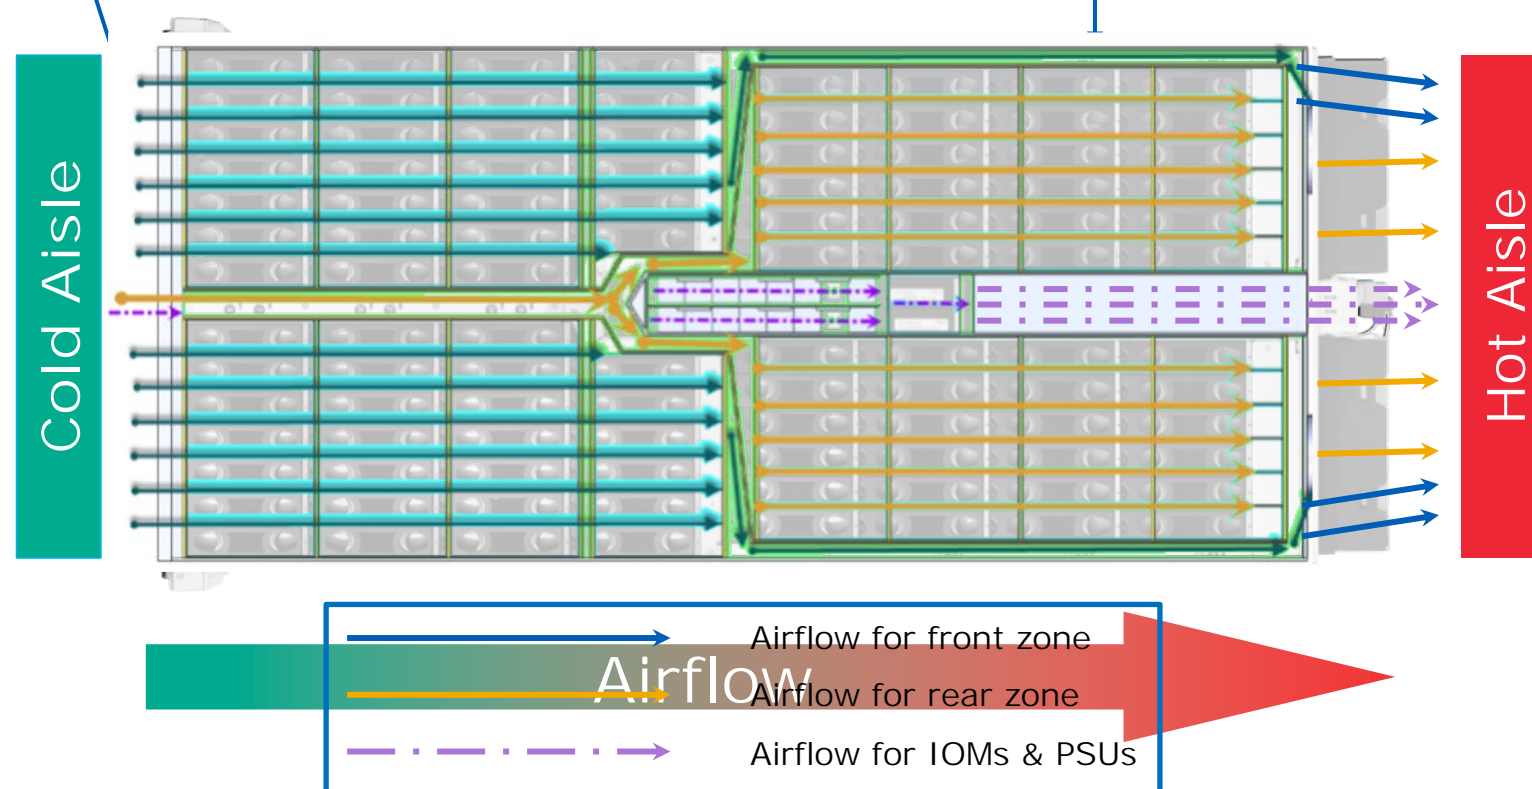 Cold Aisle
Hot Aisle
Airflow
Airflow for front zone
Airflow for rear zone
Airflow for IOMs & PSUs